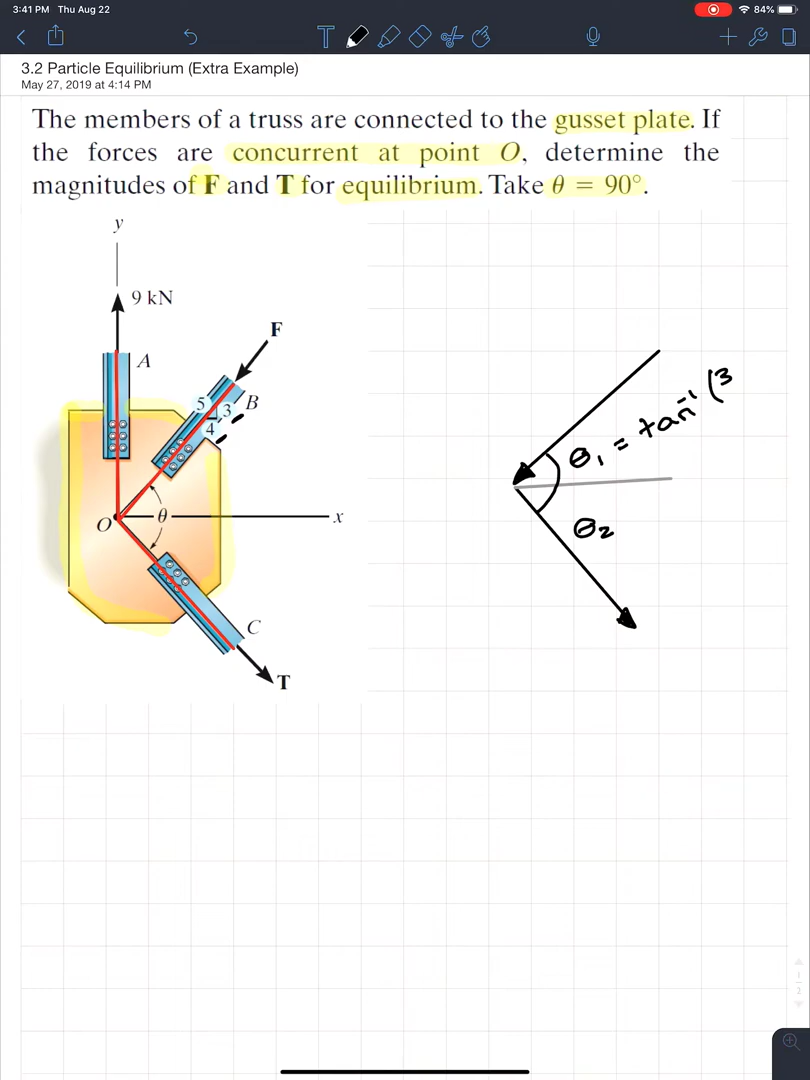 3:41 PM Thu Aug 22
84%
3.2 Particle Equilibrium (Extra Example)
May 27, 2019 at 4:14 PM
The members of a truss are connected to the gusset plate. If
the forces are concurrent at point O, determine the
magnitudes of F and T for equilibrium. Take θ = 90°.
y
9 kN
F
A
5
3
B
4
O
θ
x
C
T
θ₁ = tan⁻¹ (3
θ₂
1
3